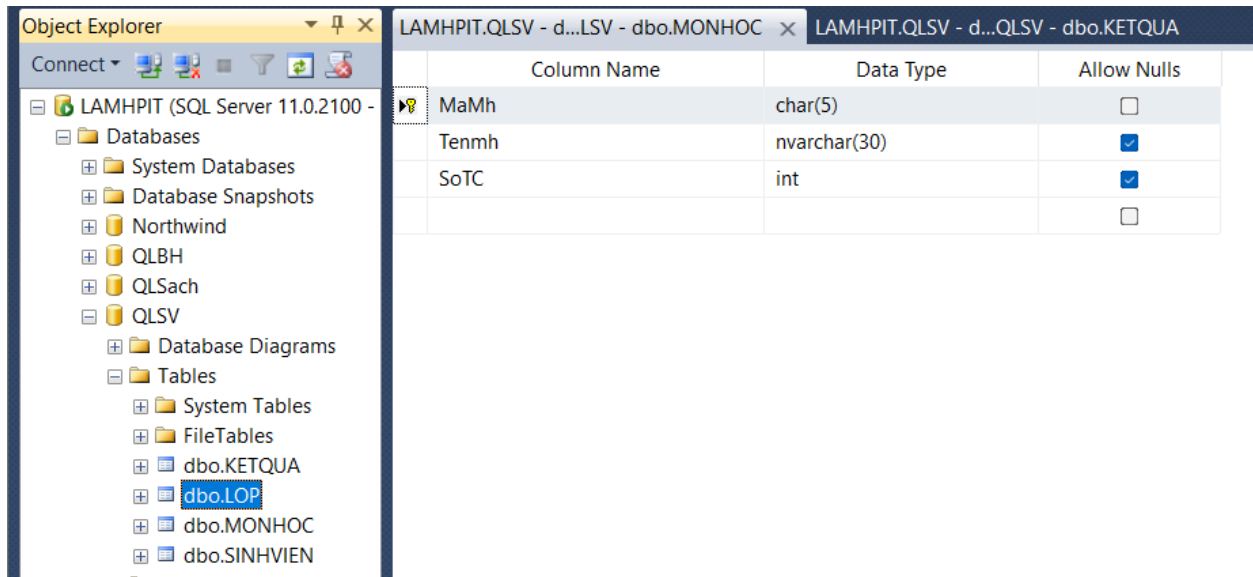 Object Explorer
Connect
LAMHPIT (SQL Server 11.0.2100 -
Databases
System Databases
Database Snapshots
Northwind
QLBH
QLSach
QLSV
Database Diagrams
Tables
System Tables
FileTables
dbo.KETQUA
dbo.LOP
dbo.MONHOC
dbo.SINHVIEN
LAMHPIT.QLSV - d...LSV - dbo.MONHOC LAMHPIT.QLSV - d...QLSV - dbo.KETQUA
Column Name Data Type Allow Nulls
MaMh char(5)
Tenmh nvarchar(30)
SoTC int